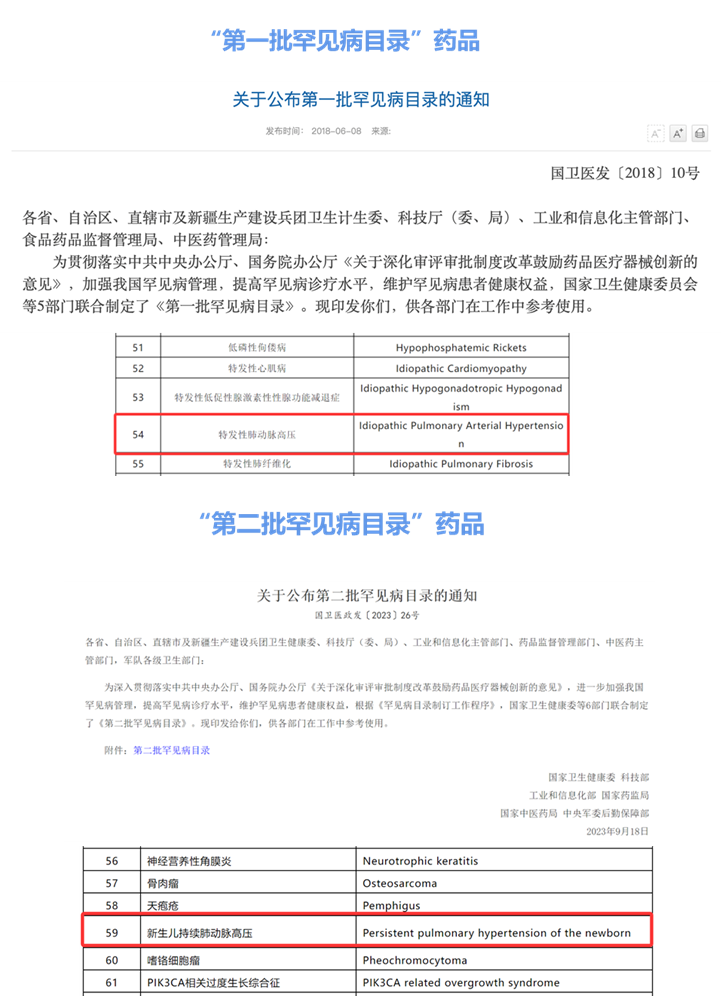 “第一批罕见病目录”药品
关于公布第一批罕见病目录的通知
发布时间： 2018-06-08 来源:
A- A+
国卫医发〔2018〕10号
各省、自治区、直辖市及新疆生产建设兵团卫生计生委、科技厅（委、局）、工业和信息化主管部门、
食品药品监督管理局、中医药管理局：
为贯彻落实中共中央办公厅、国务院办公厅《关于深化审评审批制度改革鼓励药品医疗器械创新的
意见》，加强我国罕见病管理，提高罕见病诊疗水平，维护罕见病患者健康权益，国家卫生健康委员会
等5部门联合制定了《第一批罕见病目录》。现印发你们，供各部门在工作中参考使用。
51 低磷性佝偻病 Hypophosphatemic Rickets
52 特发性心肌病 Idiopathic Cardiomyopathy
53 特发性低促性腺激素性性腺功能减退症 Idiopathic Hypogonadotropic Hypogonad
ism
54 特发性肺动脉高压 Idiopathic Pulmonary Arterial Hypertensio
n
55 特发性肺纤维化 Idiopathic Pulmonary Fibrosis
“第二批罕见病目录”药品
关于公布第二批罕见病目录的通知
国卫医政发〔2023〕26号
各省、自治区、直辖市及新疆生产建设兵团卫生健康委、科技厅（委、局）、工业和信息化主管部门、药品监督管理部门、中医药主
管部门，军队各级卫生部门：
为深入贯彻落实中共中央办公厅、国务院办公厅《关于深化审评审批制度改革鼓励药品医疗器械创新的意见》，进一步加强我国
罕见病管理，提高罕见病诊疗水平，维护罕见病患者健康权益，根据《罕见病目录制订工作程序》，国家卫生健康委等6部门联合制定
了《第二批罕见病目录》。现印发给你们，供各部门在工作中参考使用。
附件：第二批罕见病目录
国家卫生健康委 科技部
工业和信息化部 国家药监局
国家中医药局 中央军委后勤保障部
2023年9月18日
56 神经营养性角膜炎 Neurotrophic keratitis
57 骨肉瘤 Osteosarcoma
58 天疱疮 Pemphigus
59 新生儿持续肺动脉高压 Persistent pulmonary hypertension of the newborn
60 嗜铬细胞瘤 Pheochromocytoma
61 PIK3CA相关过度生长综合征 PIK3CA related overgrowth syndrome